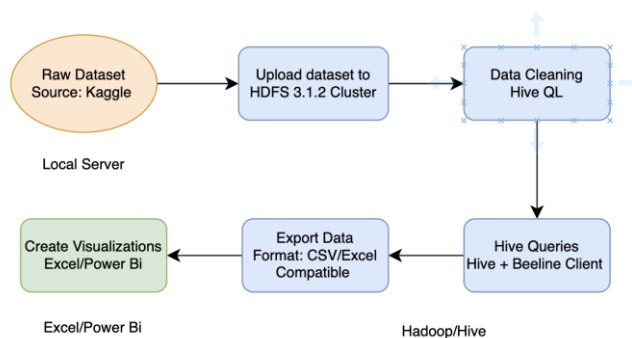 Raw Dataset
Source: Kaggle
Upload dataset to
HDFS 3.1.2 Cluster
Data Cleaning
Hive QL
Local Server
Create Visualizations
Excel/Power Bi
Export Data
Format: CSV/Excel
Compatible
Hive Queries
Hive + Beeline Client
Excel/Power Bi
Hadoop/Hive